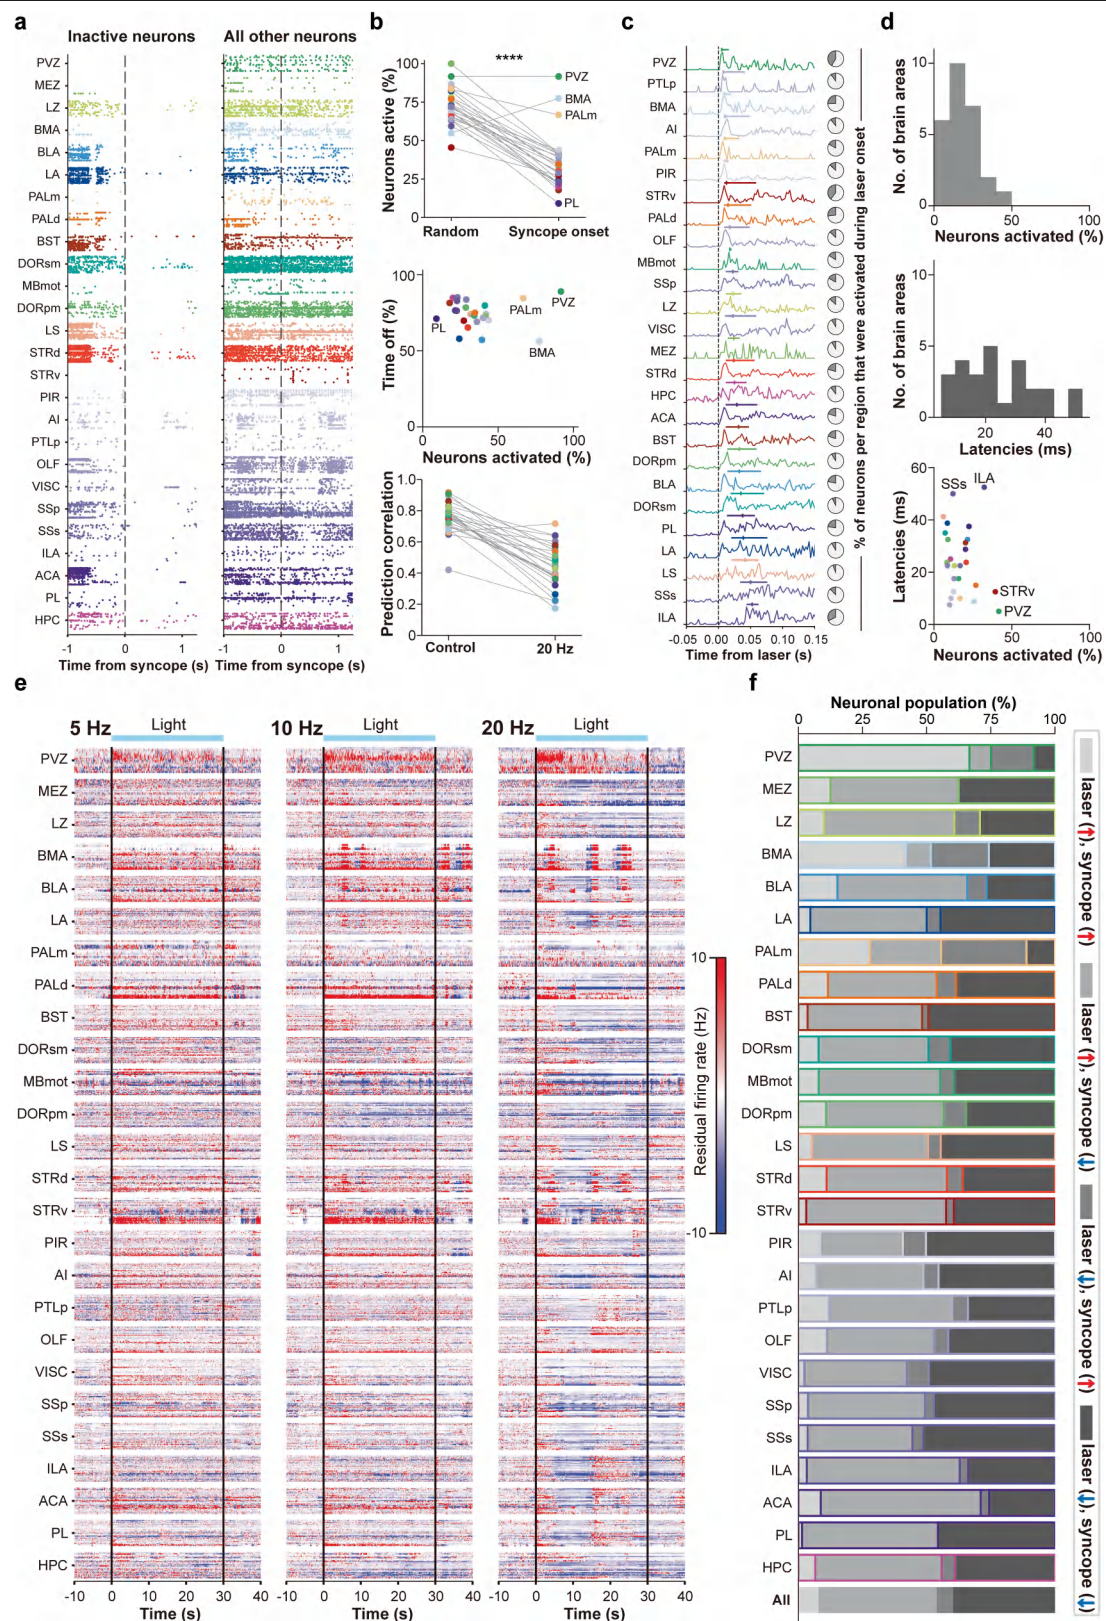 a
Inactive neurons
All other neurons
PVZ
MEZ
LZ
BMA
BLA
LA
PALm
PALd
BST
DORsm
MBmot
DORpm
LS
STRd
STRv
PIR
AI
PTLp
OLF
VISC
SSp
SSs
ILA
ACA
PL
HPC
-1 0 1
-1 0 1
Time from syncope (s)
Time from syncope (s)
b
****
100
75
50
25
0
Neurons active (%)
PVZ
BMA
PALm
PL
Random
Syncope onset
100
50
0
Time off (%)
PL
PALm
PVZ
BMA
0 50 100
Neurons activated (%)
1.0
0.8
0.6
0.4
0.2
0
Prediction correlation
Control
20 Hz
c
PVZ
PTLp
BMA
AI
PALm
PIR
STRv
PALd
OLF
MBmot
SSp
LZ
VISC
MEZ
STRd
HPC
ACA
BST
DORpm
BLA
DORsm
PL
LA
LS
SSs
ILA
-0.05 0.00 0.05 0.10 0.15
Time from laser (s)
% of neurons per region that were activated during laser onset
d
10
5
0
No. of brain areas
0 50 100
Neurons activated (%)
10
5
0
No. of brain areas
20 40
Latencies (ms)
60
40
20
0
Latencies (ms)
SSs
ILA
STRv
PVZ
0 50 100
Neurons activated (%)
e
5 Hz
Light
10 Hz
Light
20 Hz
Light
PVZ
MEZ
LZ
BMA
BLA
LA
PALm
PALd
BST
DORsm
MBmot
DORpm
LS
STRd
STRv
PIR
AI
PTLp
OLF
VISC
SSp
SSs
ILA
ACA
PL
HPC
-10 0 10 20 30 40
-10 0 10 20 30 40
-10 0 10 20 30 40
Time (s)
Time (s)
Time (s)
10
Residual firing rate (Hz)
-10
f
Neuronal population (%)
0 25 50 75 100
PVZ
MEZ
LZ
BMA
BLA
LA
PALm
PALd
BST
DORsm
MBmot
DORpm
LS
STRd
STRv
PIR
AI
PTLp
OLF
VISC
SSp
SSs
ILA
ACA
PL
HPC
All
laser (↑), syncope (↑)
laser (↑), syncope (↓)
laser (↓), syncope (↑)
laser (↓), syncope (↓)